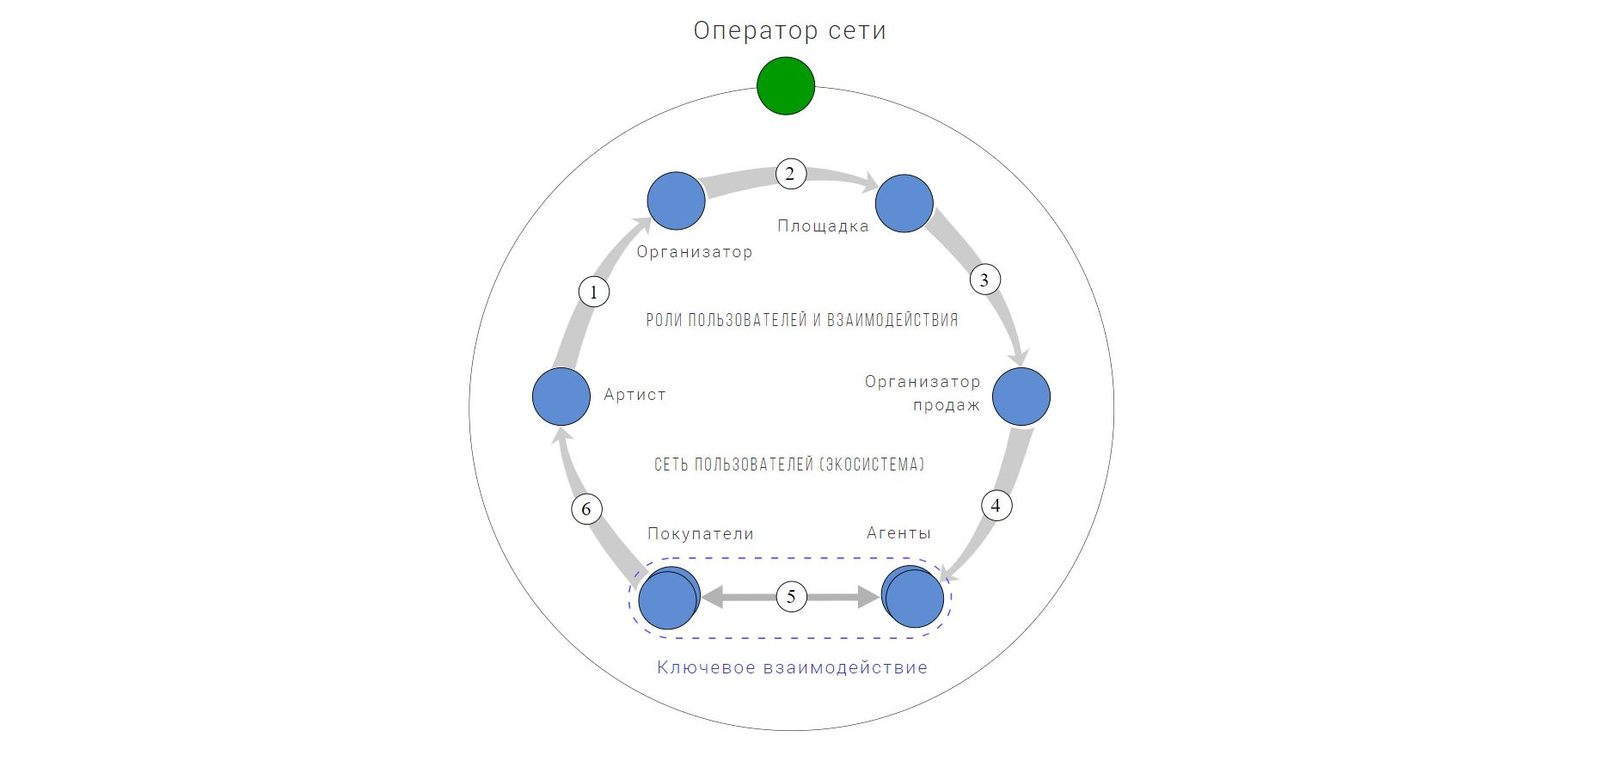 Оператор сети
2
Площадка
Организатор
3
1
РОЛИ ПОЛЬЗОВАТЕЛЕЙ И ВЗАИМОДЕЙСТВИЯ
Артист
Организатор
продаж
СЕТЬ ПОЛЬЗОВАТЕЛЕЙ (ЭКОСИСТЕМА)
6
4
Покупатели
Агенты
5
Ключевое взаимодействие